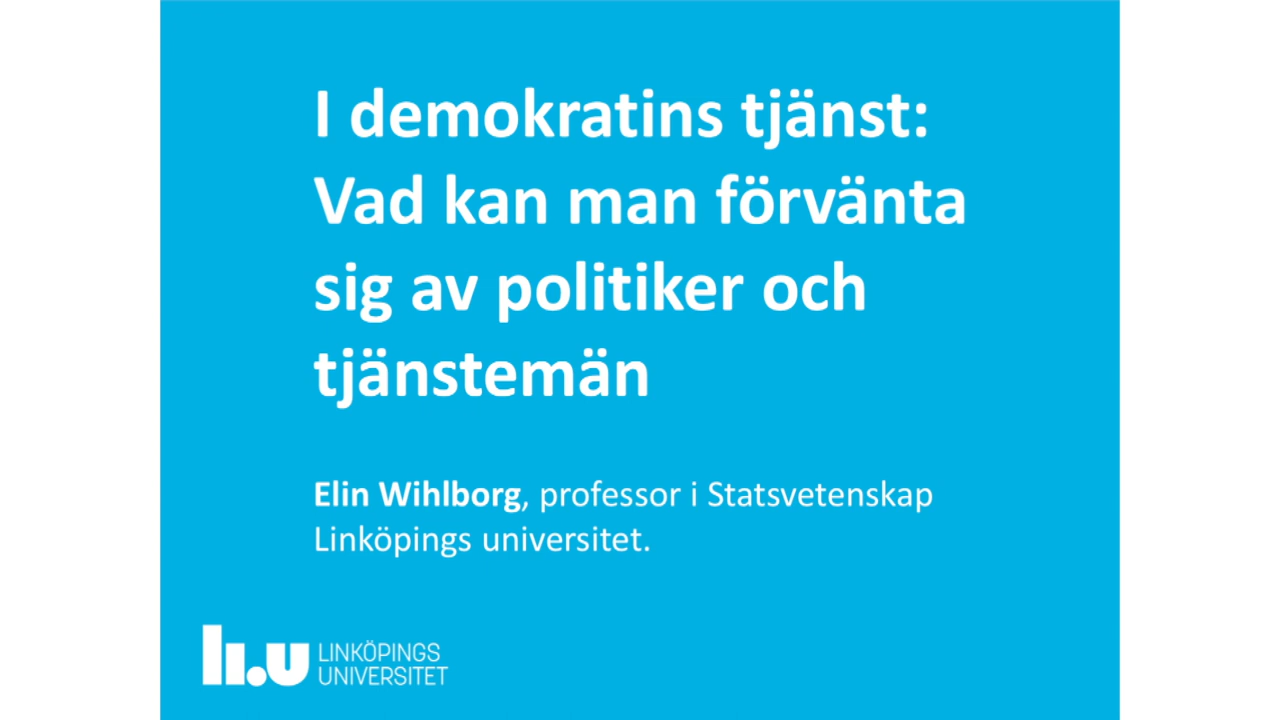 I demokratins tjänst:
Vad kan man förvänta
sig av politiker och
tjänstemän
Elin Wihlborg, professor i Statsvetenskap
Linköpings universitet.
li.u LINKÖPINGS
UNIVERSITET